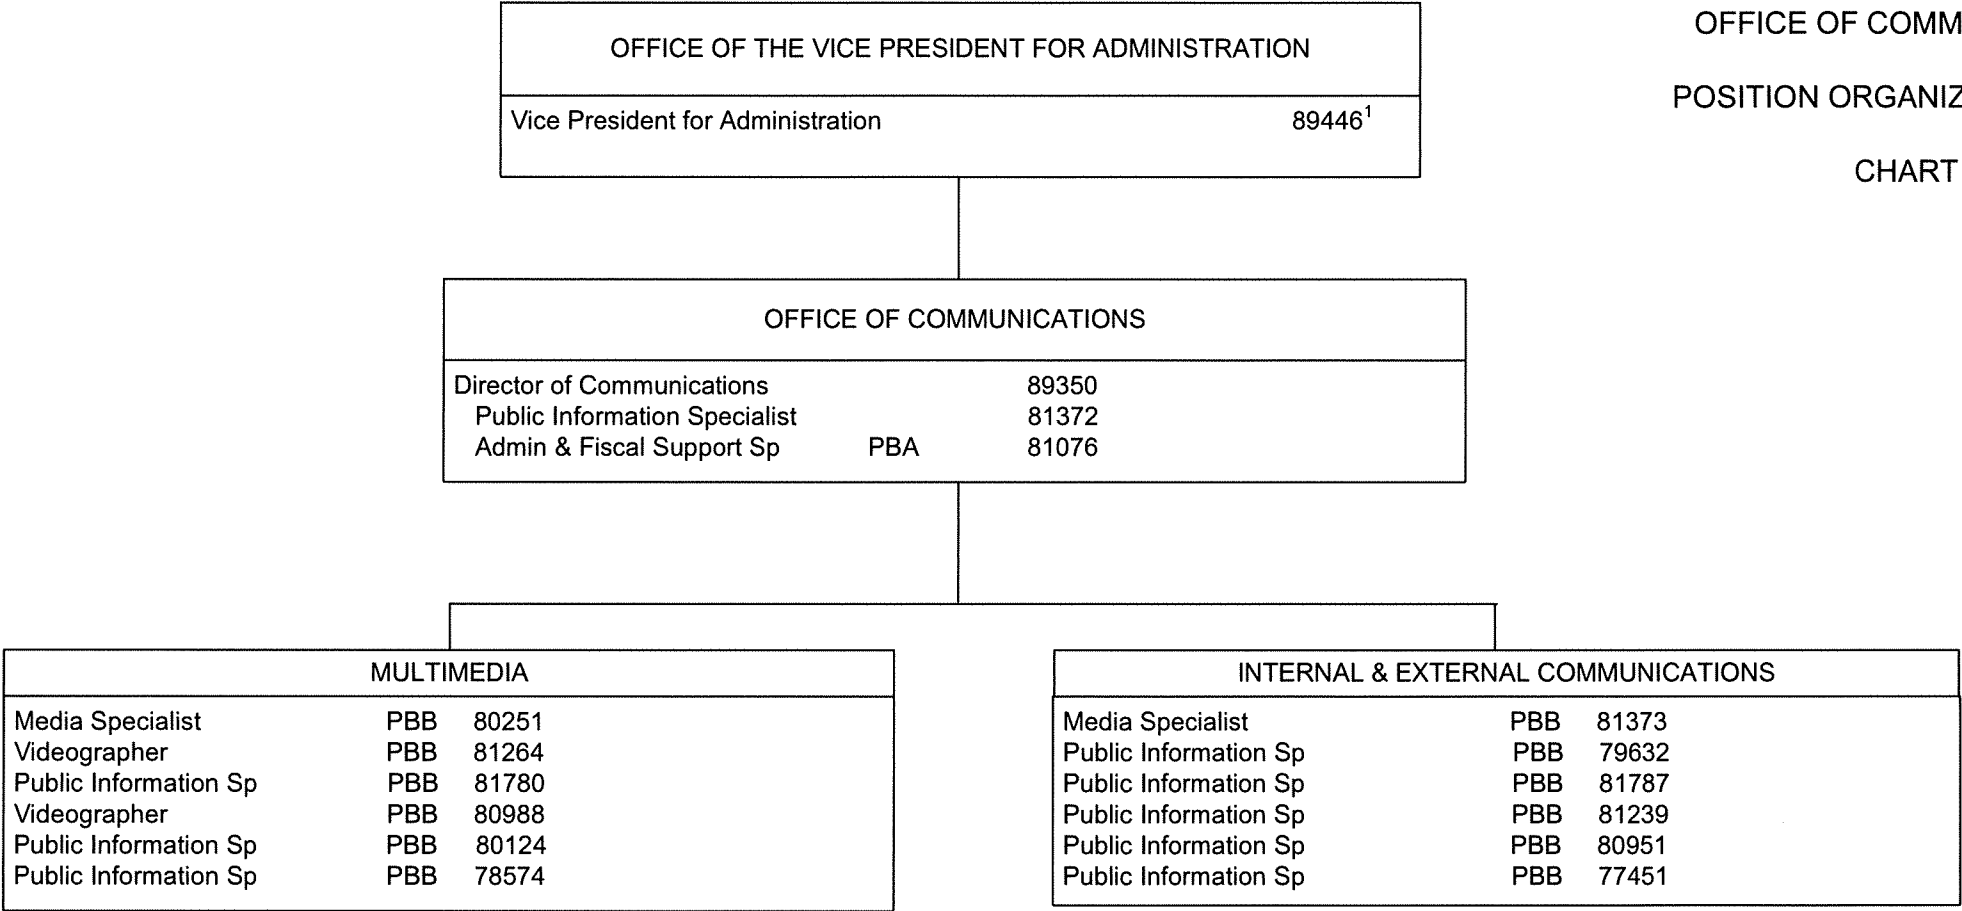 OFFICE OF THE VICE PRESIDENT FOR ADMINISTRATION
Vice President for Administration 89446¹
OFFICE OF COMM
POSITION ORGANIZ
CHART
OFFICE OF COMMUNICATIONS
Director of Communications 89350
Public Information Specialist 81372
Admin & Fiscal Support Sp PBA 81076
MULTIMEDIA
Media Specialist PBB 80251
Videographer PBB 81264
Public Information Sp PBB 81780
Videographer PBB 80988
Public Information Sp PBB 80124
Public Information Sp PBB 78574
INTERNAL & EXTERNAL COMMUNICATIONS
Media Specialist PBB 81373
Public Information Sp PBB 79632
Public Information Sp PBB 81787
Public Information Sp PBB 81239
Public Information Sp PBB 80951
Public Information Sp PBB 77451